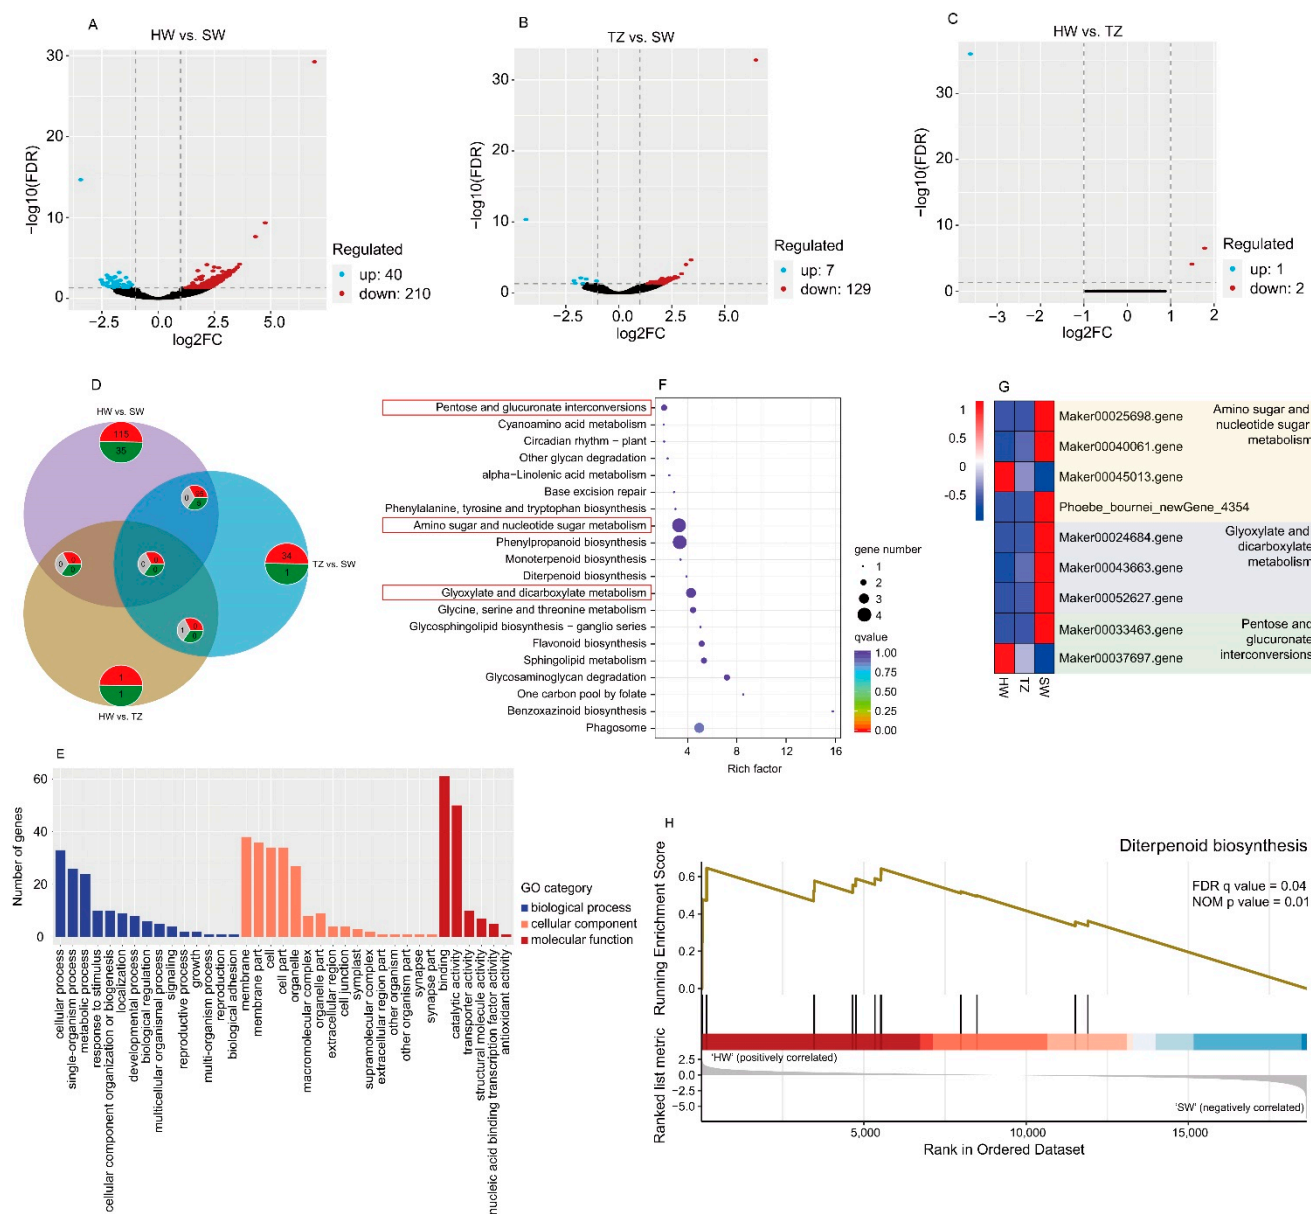 A
HW vs. SW
30
20
10
0
−log10(FDR)
−2.5
0.0
2.5
5.0
log2FC
Regulated
up: 40
down: 210
B
TZ vs. SW
30
20
10
0
−log10(FDR)
−2.5
0.0
2.5
5.0
log2FC
Regulated
up: 7
down: 129
C
HW vs. TZ
30
20
10
0
−log10(FDR)
−3
−2
−1
0
1
2
log2FC
Regulated
up: 1
down: 2
D
HW vs. SW
115
35
0
TZ vs. SW
34
1
0
0
1
1
1
HW vs. TZ
F
Pentose and glucuronate interconversions
Cyanoamino acid metabolism
Circadian rhythm − plant
Other glycan degradation
alpha−Linolenic acid metabolism
Base excision repair
Phenylalanine, tyrosine and tryptophan biosynthesis
Amino sugar and nucleotide sugar metabolism
Phenylpropanoid biosynthesis
Monoterpenoid biosynthesis
Diterpenoid biosynthesis
Glyoxylate and dicarboxylate metabolism
Glycine, serine and threonine metabolism
Glycosphingolipid biosynthesis − ganglio series
Flavonoid biosynthesis
Sphingolipid metabolism
Glycosaminoglycan degradation
One carbon pool by folate
Benzoxazinoid biosynthesis
Phagosome
4
8
12
16
Rich factor
gene number
1
2
3
4
qvalue
1.00
0.75
0.50
0.25
0.00
G
1
0.5
0
-0.5
Maker00025698.gene
Maker00040061.gene
Maker00045013.gene
Phoebe_bournei_newGene_4354
Maker00024684.gene
Maker00043663.gene
Maker00052627.gene
Maker00033463.gene
Maker00037697.gene
Amino sugar and
nucleotide sugar
metabolism
Glyoxylate and
dicarboxylate
metabolism
Pentose and
glucuronate
interconversions
HW
TZ
SW
E
60
40
20
0
Number of genes
cellular process
single-organism process
metabolic process
response to stimulus
cellular component organization or biogenesis
localization
developmental process
biological regulation
multicellular organismal process
signaling
reproductive process
growth
multi-organism process
biological adhesion
membrane
membrane part
cell
cell part
organelle
macromolecular complex
organelle part
extracellular region
cell junction
symplast
supramolecular complex
extracellular region part
other organism
other organism part
synapse
synapse part
binding
catalytic activity
transporter activity
structural molecule activity
nucleic acid binding transcription factor activity
antioxidant activity
GO category
biological process
cellular component
molecular function
H
Diterpenoid biosynthesis
FDR q value = 0.04
NOM p value = 0.01
Running Enrichment Score
0.6
0.4
0.2
0.0
Ranked list metric
2.5
0.0
−2.5
−5.0
'HW' (positively correlated)
'SW' (negatively correlated)
5,000
10,000
15,000
Rank in Ordered Dataset